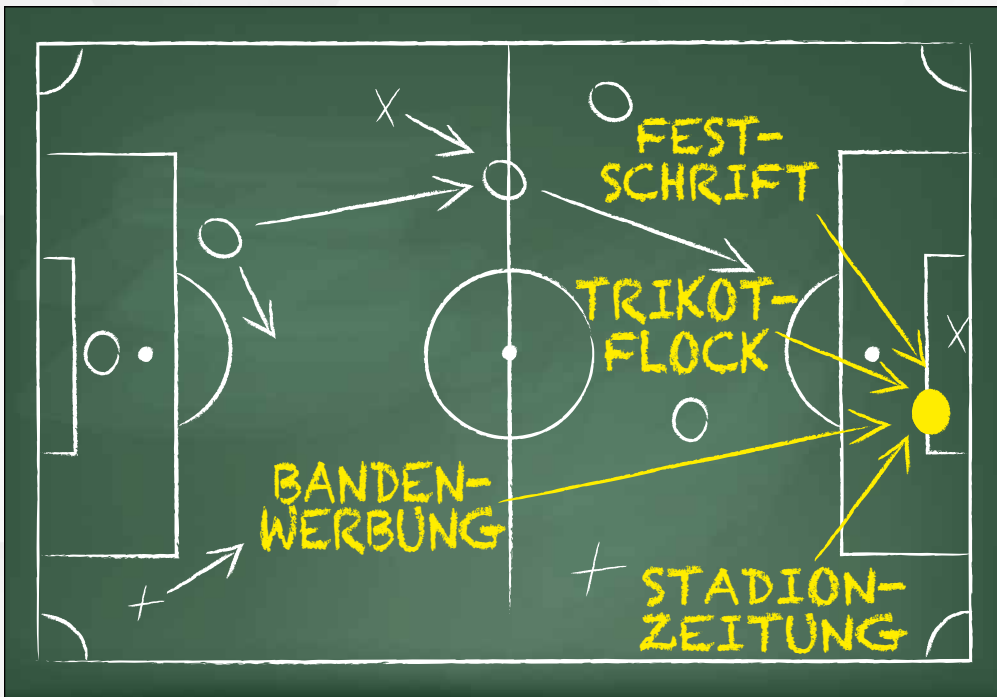 FEST-
SCHRIFT
TRIKOT-
FLOCK
BANDEN-
WERBUNG
STADION-
ZEITUNG